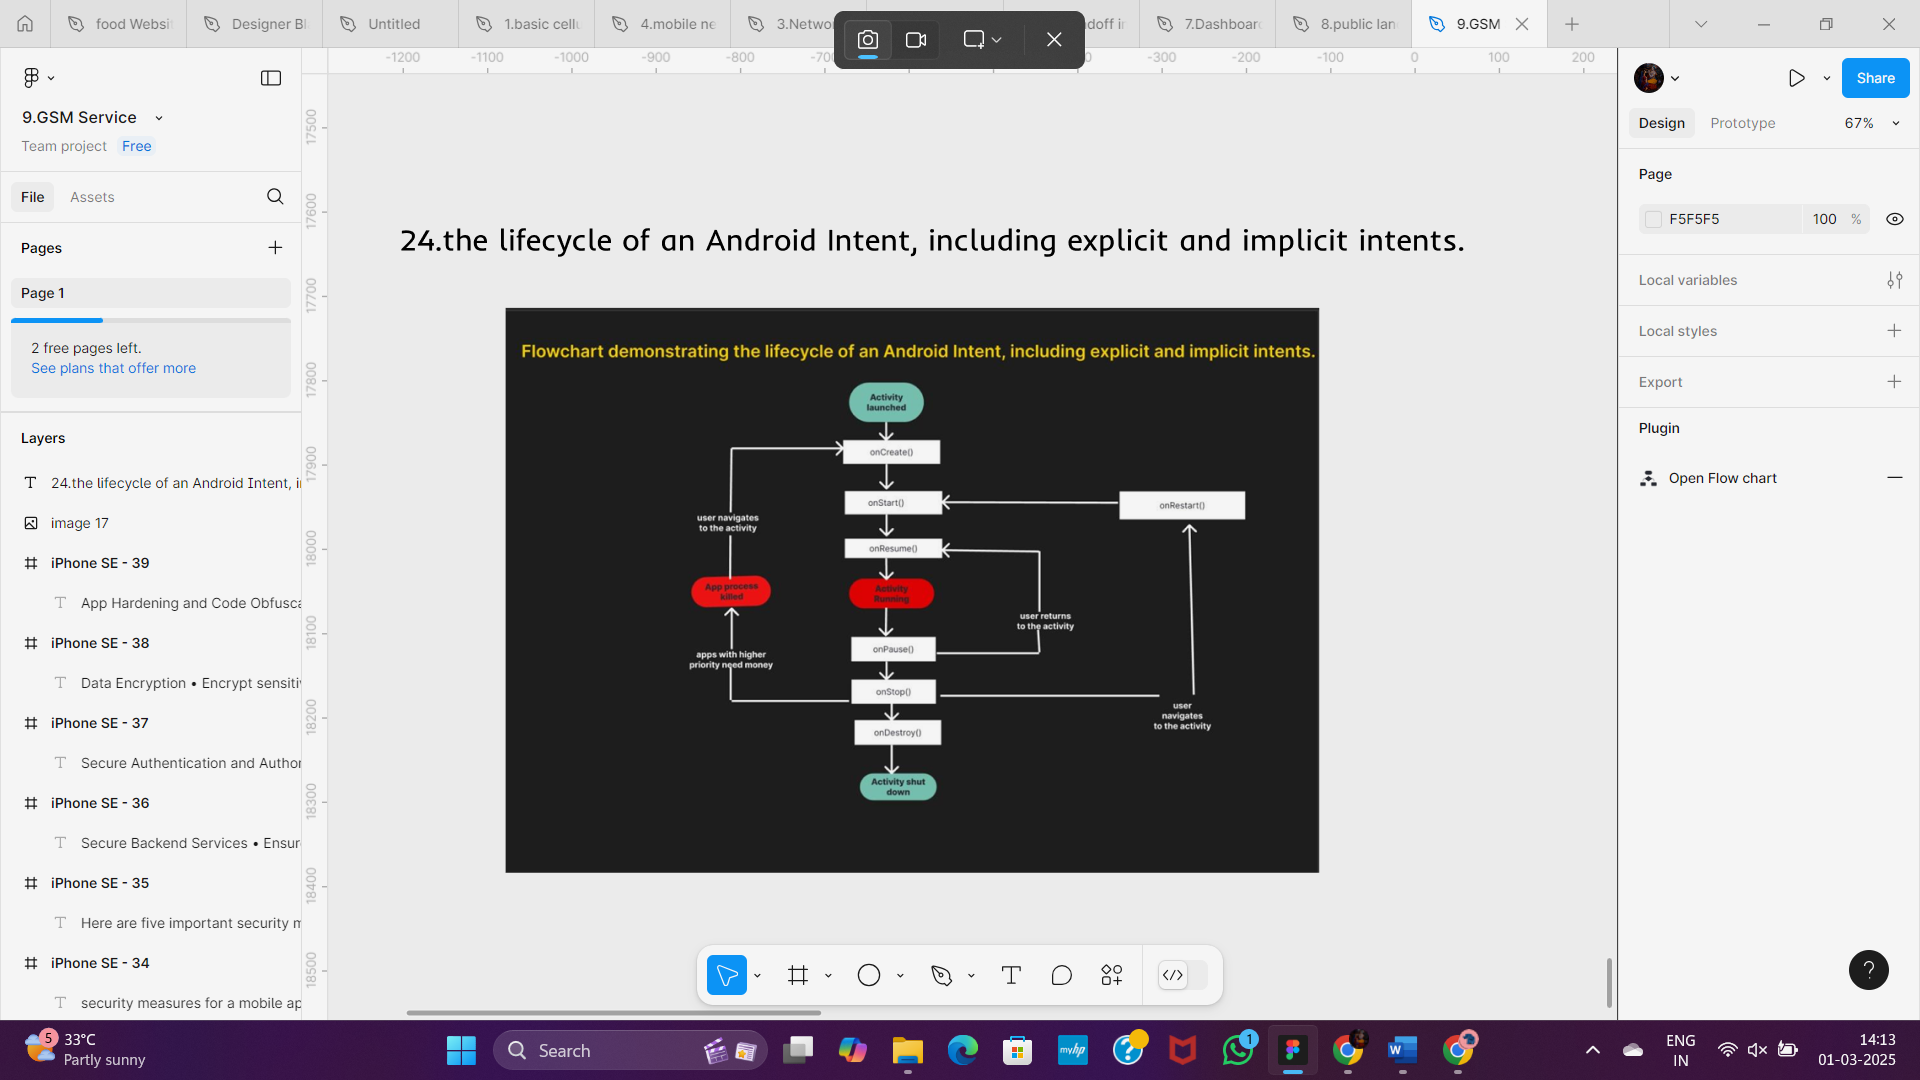 food Websi
Designer Bl
Untitled
1.basic cellu
4.mobile ne
3.Netwo
doff in
7.Dashboar
8.public lan
9.GSM
-1200
-1100
-1000
-900
-800
-300
-200
-100
0
100
200
9.GSM Service
Team project Free
File Assets
Pages
Page 1
2 free pages left.
See plans that offer more
Layers
24.the lifecycle of an Android Intent, i
image 17
iPhone SE - 39
App Hardening and Code Obfusca
iPhone SE - 38
Data Encryption • Encrypt sensiti
iPhone SE - 37
Secure Authentication and Author
iPhone SE - 36
Secure Backend Services • Ensur
iPhone SE - 35
Here are five important security m
iPhone SE - 34
security measures for a mobile ap
17500
17600
17700
17800
17900
18000
18100
18200
18300
18400
18500
24.the lifecycle of an Android Intent, including explicit and implicit intents.
Flowchart demonstrating the lifecycle of an Android Intent, including explicit and implicit intents.
Activity
launched
onCreate()
onStart()
onRestart()
user navigates
to the activity
onResume()
App process
killed
Activity
Running
user returns
to the activity
onPause()
apps with higher
priority need money
onStop()
user
navigates
to the activity
onDestroy()
Activity shut
down
Share
Design Prototype 67%
Page
F5F5F5 100 %
Local variables
Local styles
Export
Plugin
Open Flow chart
?
5
33°C
Partly sunny
Search
myhp
1
ENG
IN
14:13
01-03-2025